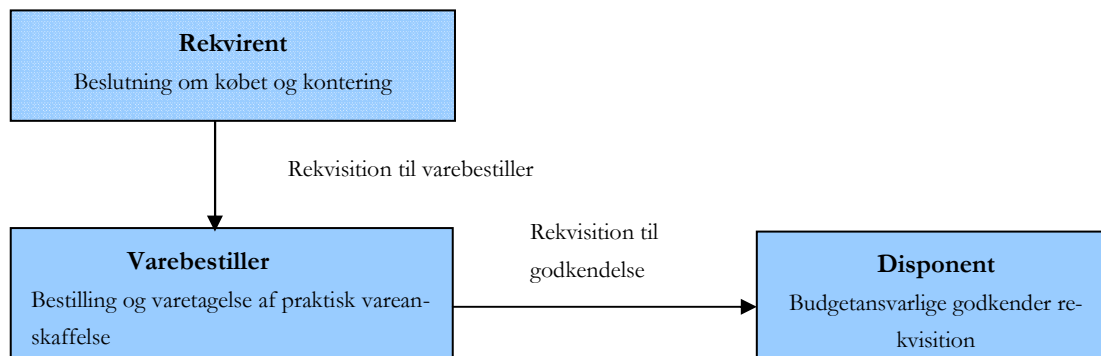 Rekvirent
Beslutning om købet og kontering
Rekvisition til varebestiller
Varebestiller
Bestilling og varetagelse af praktisk varean-
skaffelse
Rekvisition til
godkendelse
Disponent
Budgetansvarlige godkender re-
kvisition